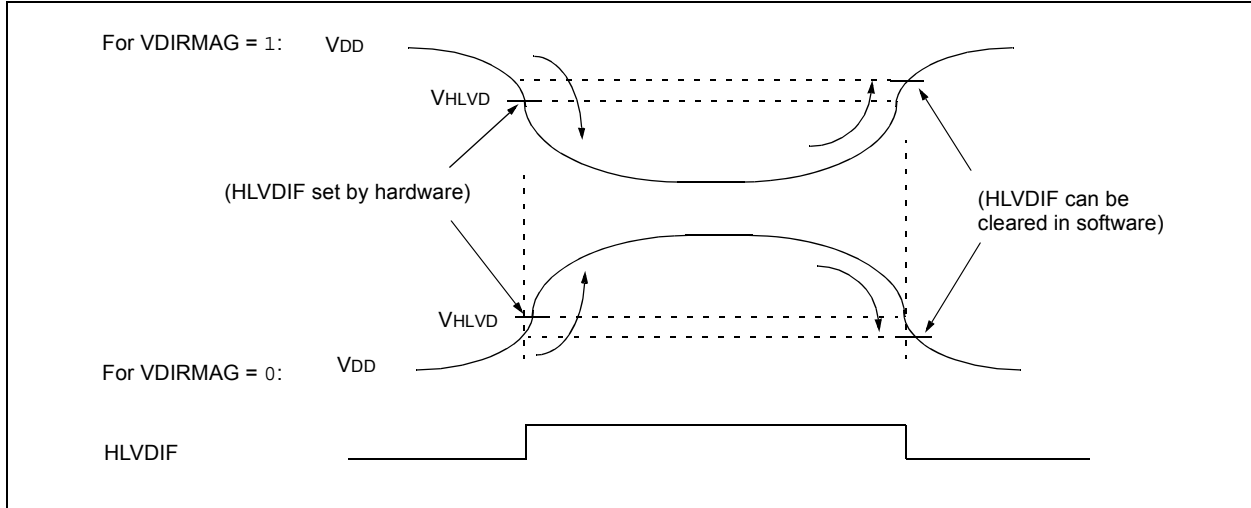 For VDIRMAG = 1: VDD
VHLVD
(HLVDIF set by hardware)
(HLVDIF can be
cleared in software)
VHLVD
For VDIRMAG = 0: VDD
HLVDIF